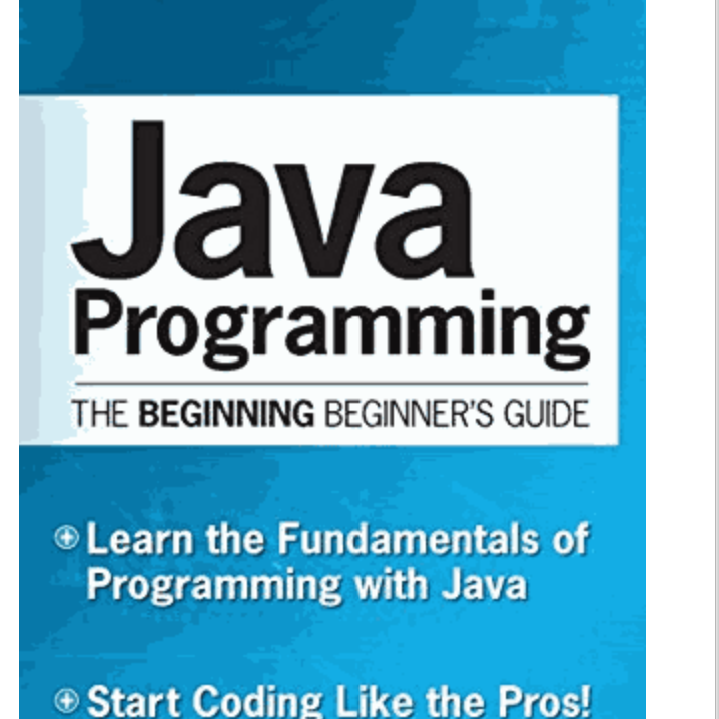 Java
Programming
THE BEGINNING BEGINNER'S GUIDE
Learn the Fundamentals of
Programming with Java
Start Coding Like the Pros!